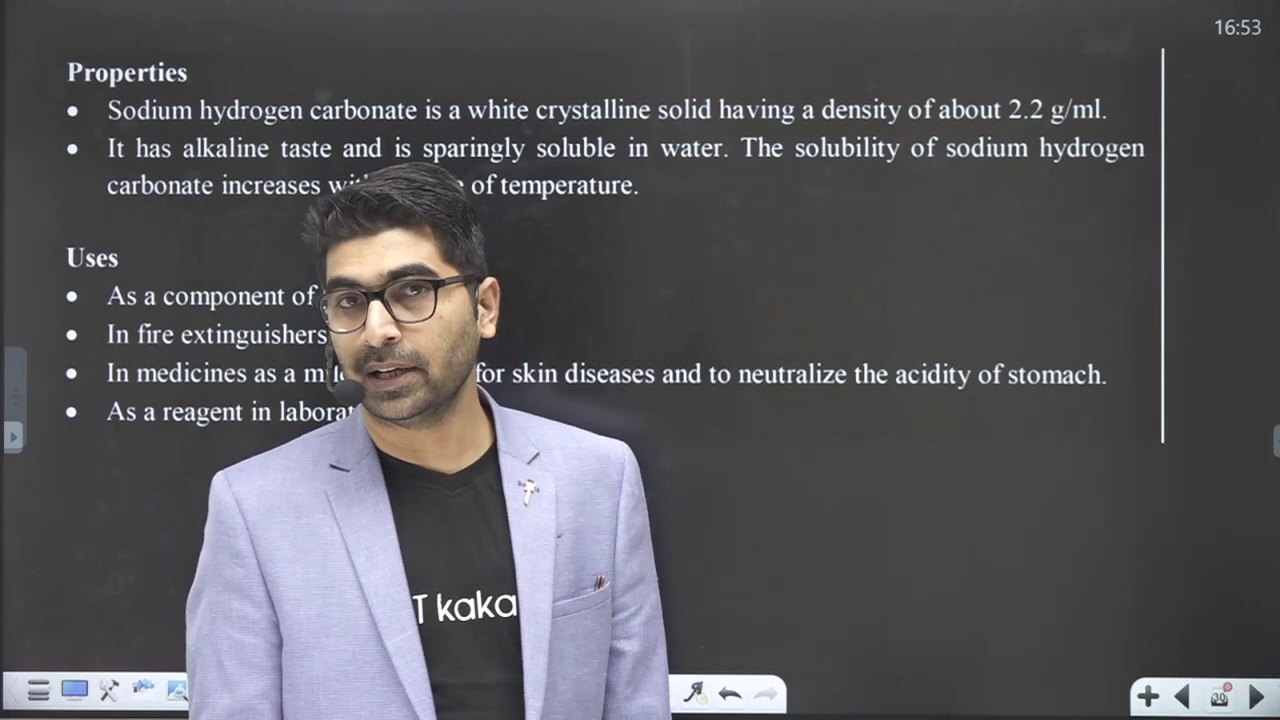 16:53
Properties
• Sodium hydrogen carbonate is a white crystalline solid having a density of about 2.2 g/ml.
• It has alkaline taste and is sparingly soluble in water. The solubility of sodium hydrogen
carbonate increases of temperature.
Uses
• As a component of
• In fire extinguishers
• In medicines as a for skin diseases and to neutralize the acidity of stomach.
• As a reagent in
T kaka
30